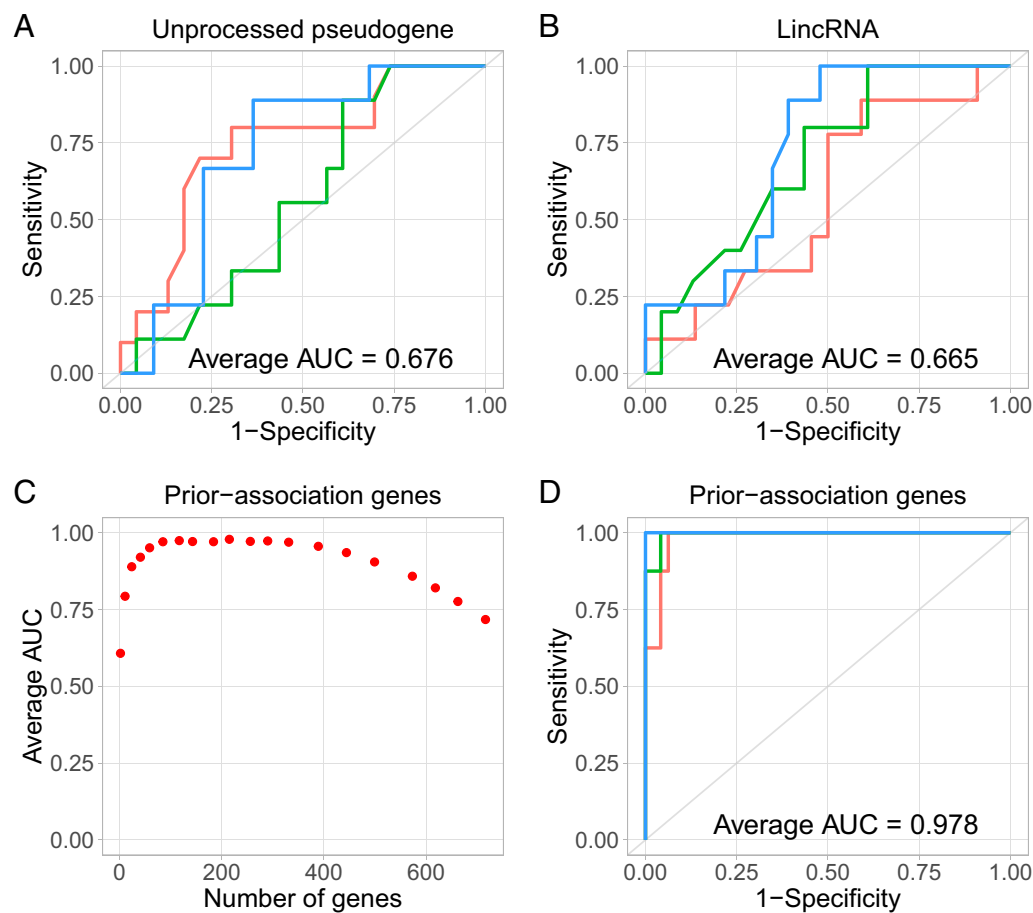 A
Unprocessed pseudogene
Sensitivity
1.00
0.75
0.50
0.25
0.00
Average AUC = 0.676
0.00 0.25 0.50 0.75 1.00
1−Specificity
B
LincRNA
Sensitivity
1.00
0.75
0.50
0.25
0.00
Average AUC = 0.665
0.00 0.25 0.50 0.75 1.00
1−Specificity
C
Prior−association genes
Average AUC
1.00
0.75
0.50
0.25
0.00
0 200 400 600
Number of genes
D
Prior−association genes
Sensitivity
1.00
0.75
0.50
0.25
0.00
Average AUC = 0.978
0.00 0.25 0.50 0.75 1.00
1−Specificity